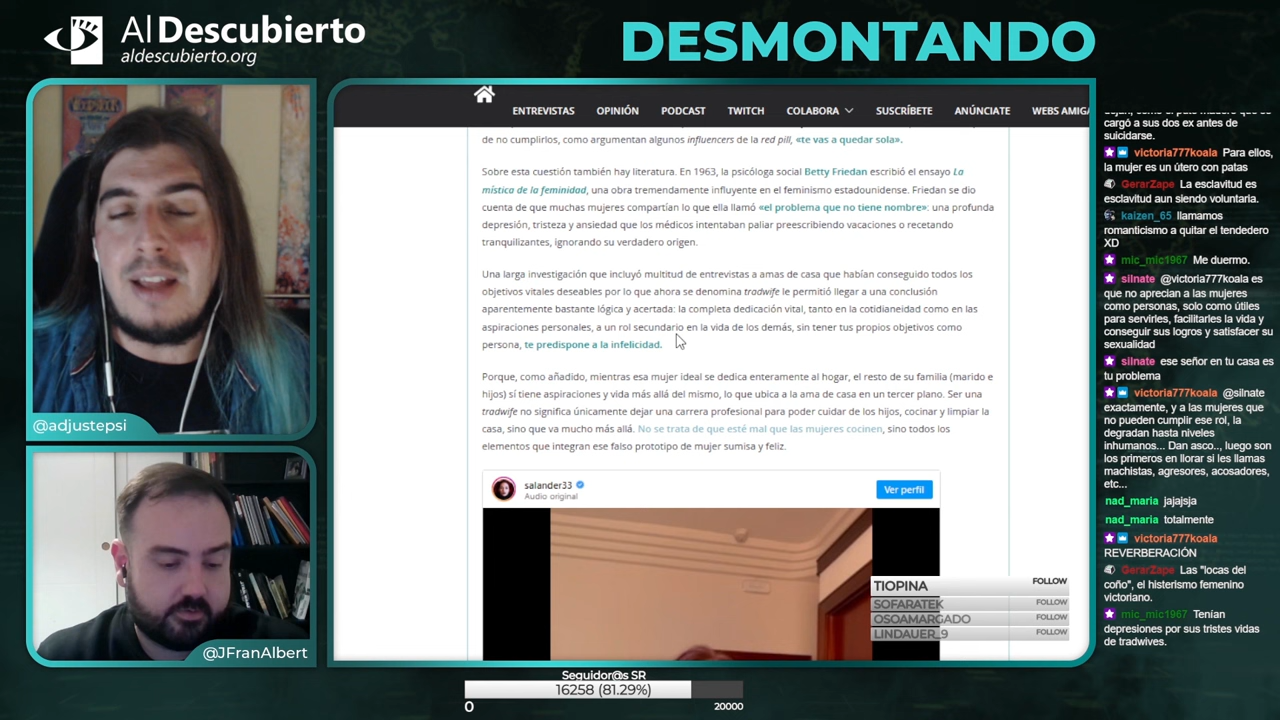 Al Descubierto
aldescubierto.org
DESMONTANDO
@adjustepsi
@JFranAlbert
ENTREVISTAS OPINIÓN PODCAST TWITCH COLABORA SUSCRÍBETE ANÚNCIATE WEBS AMIGA
de no cumplirlos, como argumentan algunos influencers de la red pill, «te vas a quedar sola».
Sobre esta cuestión también hay literatura. En 1963, la psicóloga social Betty Friedan escribió el ensayo La
mística de la feminidad, una obra tremendamente influyente en el feminismo estadounidense. Friedan se dio
cuenta de que muchas mujeres compartían lo que ella llamó «el problema que no tiene nombre»: una profunda
depresión, tristeza y ansiedad que los médicos intentaban paliar preescribiendo vacaciones o recetando
tranquilizantes, ignorando su verdadero origen.
Una larga investigación que incluyó multitud de entrevistas a amas de casa que habían conseguido todos los
objetivos vitales deseables por lo que ahora se denomina tradwife le permitió llegar a una conclusión
aparentemente bastante lógica y acertada: la completa dedicación vital, tanto en la cotidianeidad como en las
aspiraciones personales, a un rol secundario en la vida de los demás, sin tener tus propios objetivos como
persona, te predispone a la infelicidad.
Porque, como añadido, mientras esa mujer ideal se dedica enteramente al hogar, el resto de su familia (marido e
hijos) sí tiene aspiraciones y vida más allá del mismo, lo que ubica a la ama de casa en un tercer plano. Ser una
tradwife no significa únicamente dejar una carrera profesional para poder cuidar de los hijos, cocinar y limpiar la
casa, sino que va mucho más allá. No se trata de que esté mal que las mujeres cocinen, sino todos los
elementos que integran ese falso prototipo de mujer sumisa y feliz.
salander33
Audio original
Ver perfil
TIOPINA FOLLOW
SOFARATEK FOLLOW
OSOAMARGADO FOLLOW
LINDAUER_9 FOLLOW
Seguidor@s SR
16258 (81.29%)
0 20000
cargó a sus dos ex antes de
suicidarse.
victoria777koala Para ellos,
la mujer es un útero con patas
GerarZape La esclavitud es
esclavitud aun siendo voluntaria.
kaizen_65 llamamos
romanticismo a quitar el tendedero
XD
mic_mic1967 Me duermo.
silnate @victoria777koala es
que no aprecian a las mujeres
como personas, solo como útiles
para servirles, facilitarles la vida y
conseguir sus logros y satisfacer su
sexualidad
silnate ese señor en tu casa es
tu problema
victoria777koala @silnate
exactamente, y a las mujeres que
no pueden cumplir ese rol, la
degradan hasta niveles
inhumanos... Dan asco.., luego son
los primeros en llorar si les llamas
machistas, agresores, acosadores,
etc...
nad_maria jajajsja
nad_maria totalmente
victoria777koala
REVERBERACIÓN
GerarZape Las "locas del
coño", el histerismo femenino
victoriano.
mic_mic1967 Tenían
depresiones por sus tristes vidas
de tradwives.